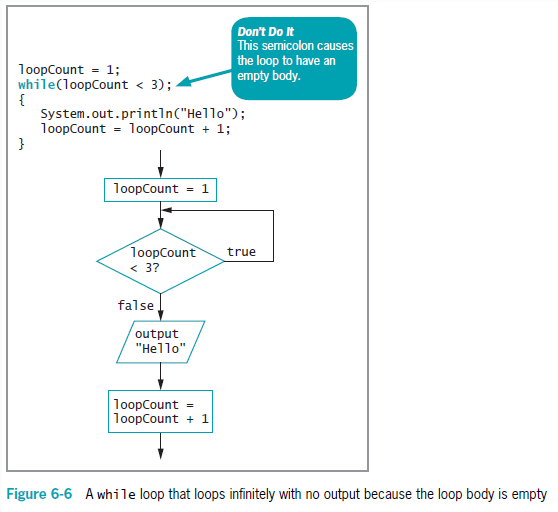 Don't Do It
This semicolon causes
the loop to have an
empty body.
loopCount = 1;
while(loopCount < 3);
{
System.out.println("Hello");
loopCount = loopCount + 1;
}
loopCount = 1
loopCount
< 3?
true
false
output
"Hello"
loopCount =
loopCount + 1
Figure 6-6 A while loop that loops infinitely with no output because the loop body is empty